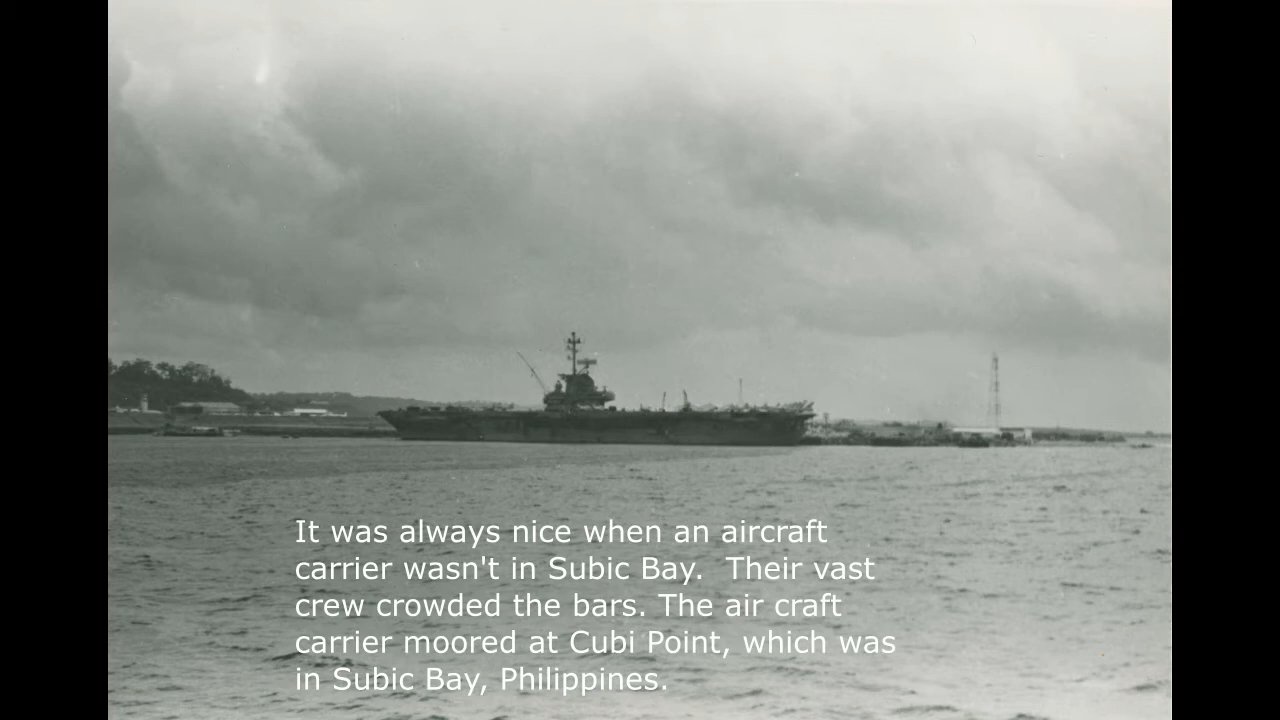 It was always nice when an aircraft
carrier wasn't in Subic Bay.  Their vast
crew crowded the bars. The air craft
carrier moored at Cubi Point, which was
in Subic Bay, Philippines.